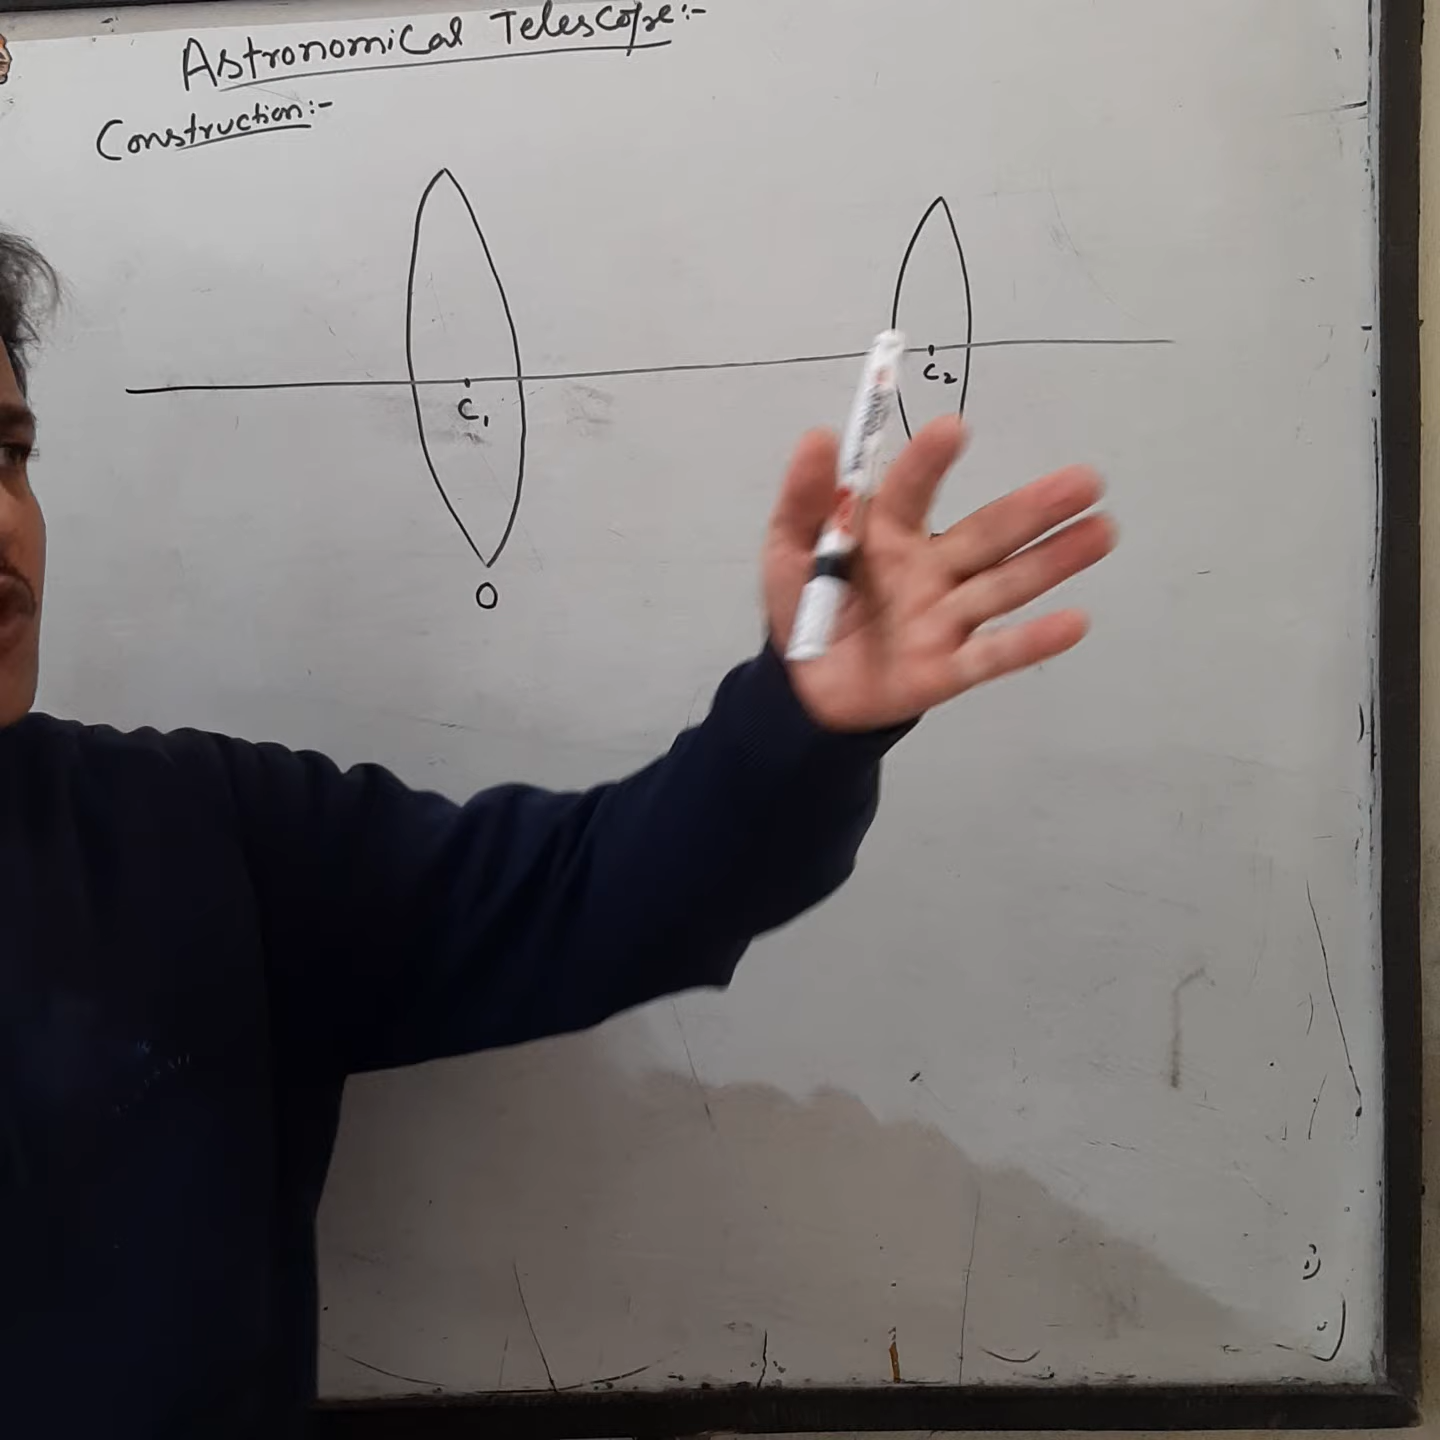 Astronomical Telescope:-
Construction:-
C₁
C₂
O